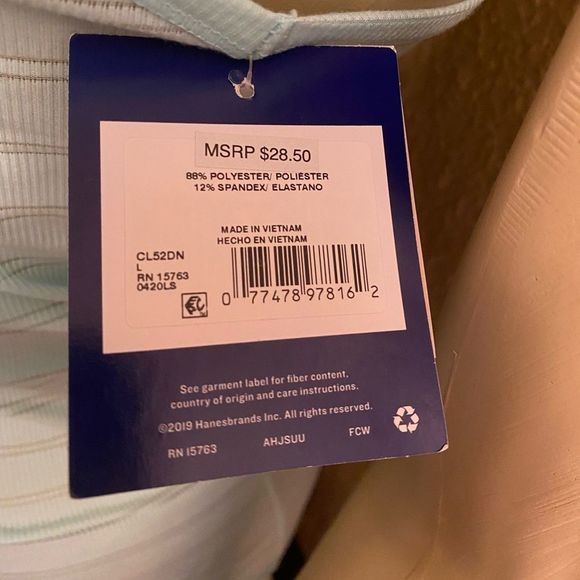 MSRP $28.50
88% POLYESTER/ POLIÉSTER
12% SPANDEX/ ELASTANO
MADE IN VIETNAM
HECHO EN VIETNAM
CL52DN
L
RN 15763
0420LS
0 77478 97816 2
See garment label for fiber content,
country of origin and care instructions.
©2019 Hanesbrands Inc. All rights reserved.
RN 15763 AHJSUU FCW